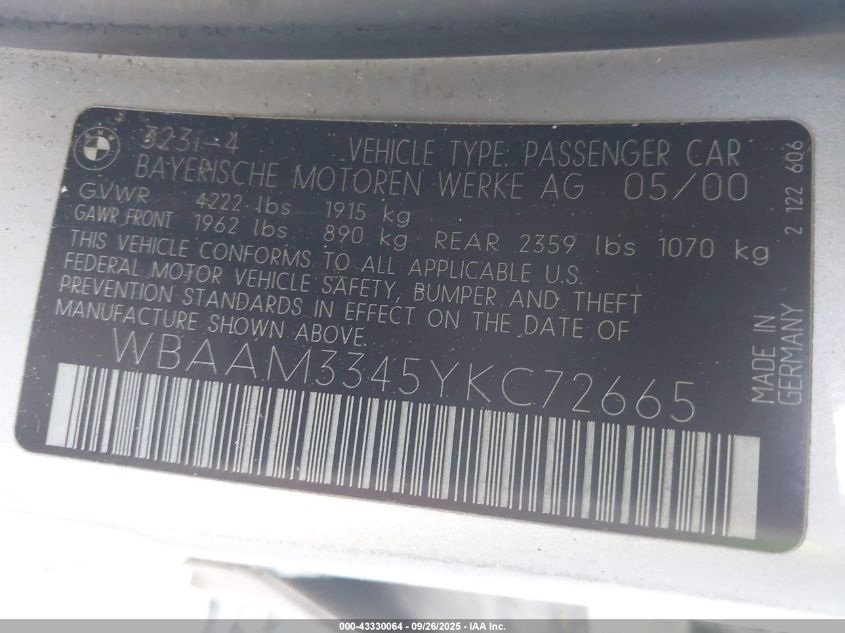 BMW
323i-4 VEHICLE TYPE: PASSENGER CAR
BAYERISCHE MOTOREN WERKE AG 05/00
GVWR 4222 lbs 1915 kg
GAWR FRONT 1962 lbs 890 kg REAR 2359 lbs 1070 kg
THIS VEHICLE CONFORMS TO ALL APPLICABLE U.S.
FEDERAL MOTOR VEHICLE SAFETY, BUMPER AND THEFT
PREVENTION STANDARDS IN EFFECT ON THE DATE OF
MANUFACTURE SHOWN ABOVE.
WBAAM3345YKC72665
MADE IN
GERMANY
2 122 606
000-43330064 - 09/26/2025 - IAA Inc.